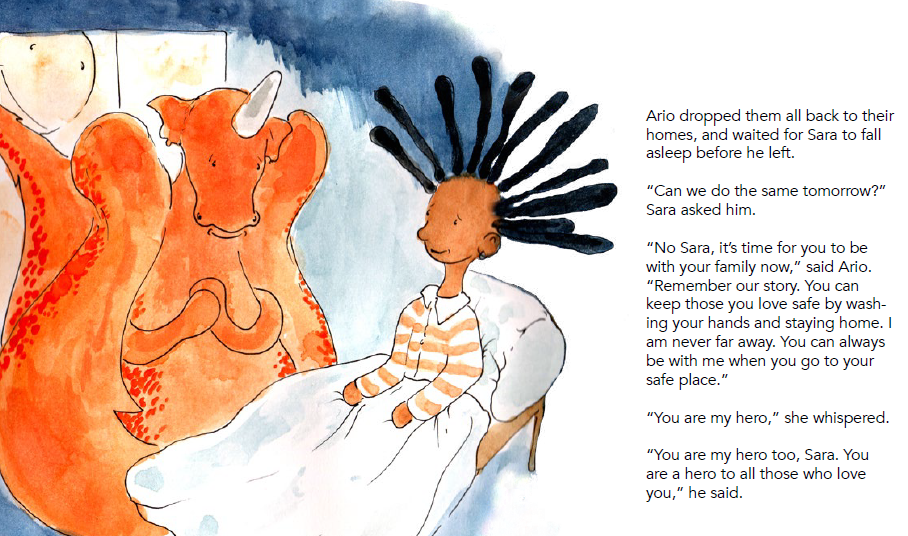 Ario dropped them all back to their
homes, and waited for Sara to fall
asleep before he left.
“Can we do the same tomorrow?”
Sara asked him.
“No Sara, it’s time for you to be
with your family now,” said Ario.
“Remember our story. You can
keep those you love safe by wash-
ing your hands and staying home. I
am never far away. You can always
be with me when you go to your
safe place.”
“You are my hero,” she whispered.
“You are my hero too, Sara. You
are a hero to all those who love
you,” he said.